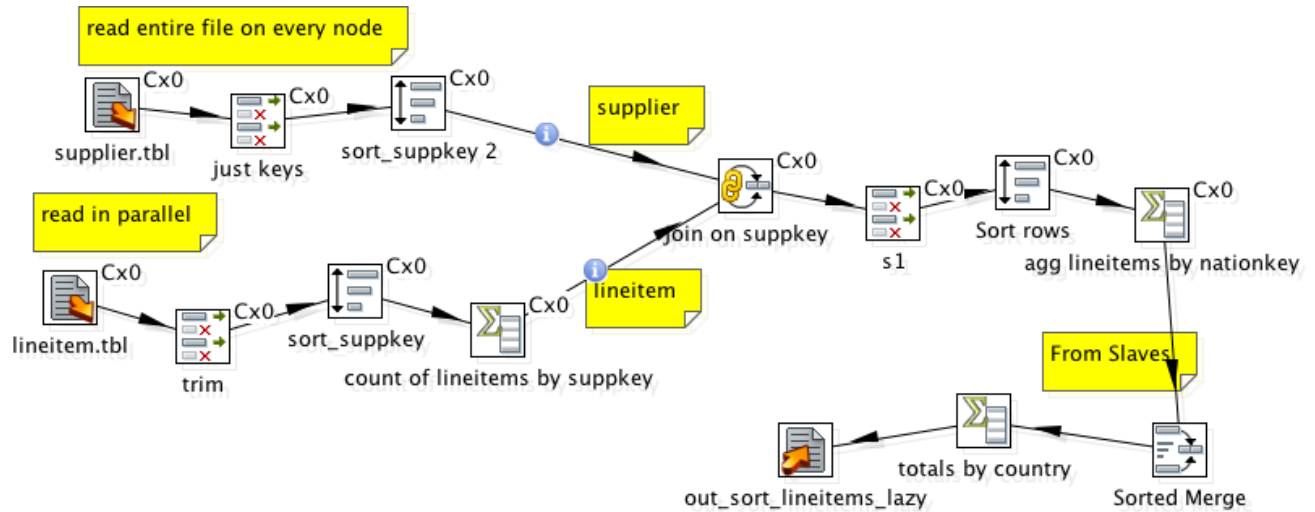 read entire file on every node
Cx0
Cx0
Cx0
supplier.tbl
just keys
sort_suppkey 2
supplier
read in parallel
Cx0
Cx0
Cx0
Cx0
join on suppkey
s1
Sort rows
agg lineitems by nationkey
Cx0
Cx0
Cx0
Cx0
lineitem
lineitem.tbl
trim
sort_suppkey
count of lineitems by suppkey
From Slaves
totals by country
out_sort_lineitems_lazy
Sorted Merge